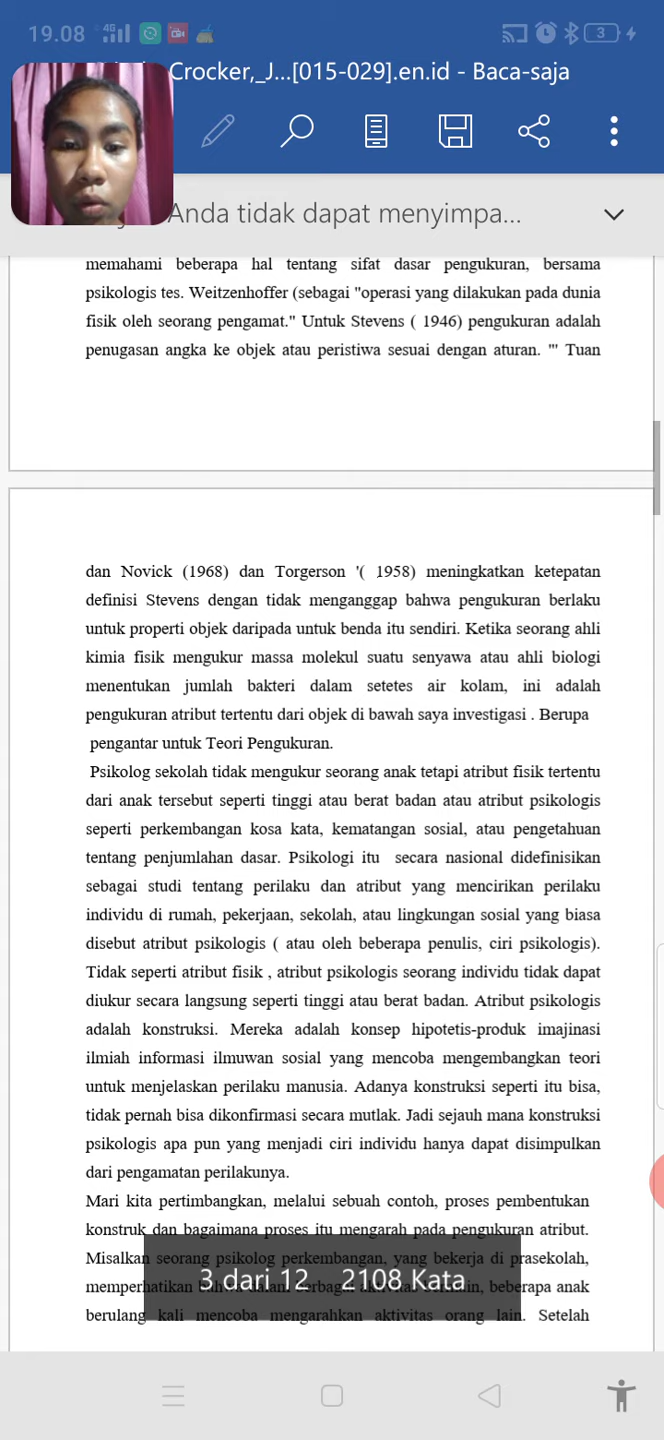 19.08 4G 3
Crocker,_J...[015-029].en.id - Baca-saja
Anda tidak dapat menyimpa...
memahami beberapa hal tentang sifat dasar pengukuran, bersama
psikologis tes. Weitzenhoffer (sebagai "operasi yang dilakukan pada dunia
fisik oleh seorang pengamat." Untuk Stevens ( 1946) pengukuran adalah
penugasan angka ke objek atau peristiwa sesuai dengan aturan. "' Tuan
dan Novick (1968) dan Torgerson '( 1958) meningkatkan ketepatan
definisi Stevens dengan tidak menganggap bahwa pengukuran berlaku
untuk properti objek daripada untuk benda itu sendiri. Ketika seorang ahli
kimia fisik mengukur massa molekul suatu senyawa atau ahli biologi
menentukan jumlah bakteri dalam setetes air kolam, ini adalah
pengukuran atribut tertentu dari objek di bawah saya investigasi . Berupa
pengantar untuk Teori Pengukuran.
Psikolog sekolah tidak mengukur seorang anak tetapi atribut fisik tertentu
dari anak tersebut seperti tinggi atau berat badan atau atribut psikologis
seperti perkembangan kosa kata, kematangan sosial, atau pengetahuan
tentang penjumlahan dasar. Psikologi itu secara nasional didefinisikan
sebagai studi tentang perilaku dan atribut yang mencirikan perilaku
individu di rumah, pekerjaan, sekolah, atau lingkungan sosial yang biasa
disebut atribut psikologis ( atau oleh beberapa penulis, ciri psikologis).
Tidak seperti atribut fisik , atribut psikologis seorang individu tidak dapat
diukur secara langsung seperti tinggi atau berat badan. Atribut psikologis
adalah konstruksi. Mereka adalah konsep hipotetis-produk imajinasi
ilmiah informasi ilmuwan sosial yang mencoba mengembangkan teori
untuk menjelaskan perilaku manusia. Adanya konstruksi seperti itu bisa,
tidak pernah bisa dikonfirmasi secara mutlak. Jadi sejauh mana konstruksi
psikologis apa pun yang menjadi ciri individu hanya dapat disimpulkan
dari pengamatan perilakunya.
Mari kita pertimbangkan, melalui sebuah contoh, proses pembentukan
konstruk dan bagaimana proses itu mengarah pada pengukuran atribut.
Misalkan seorang psikolog perkembangan, yang bekerja di prasekolah,
memperhatikan bahwa dalam berbagai aktivitas bermain, beberapa anak
3 dari 12 2108 Kata
berulang kali mencoba mengarahkan aktivitas orang lain. Setelah